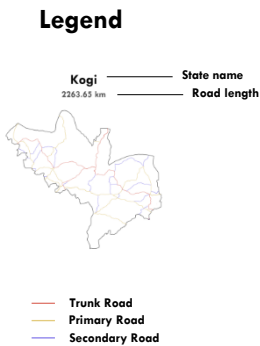 Legend
Kogi
State name
2263.65 km
Road length
Trunk Road
Primary Road
Secondary Road